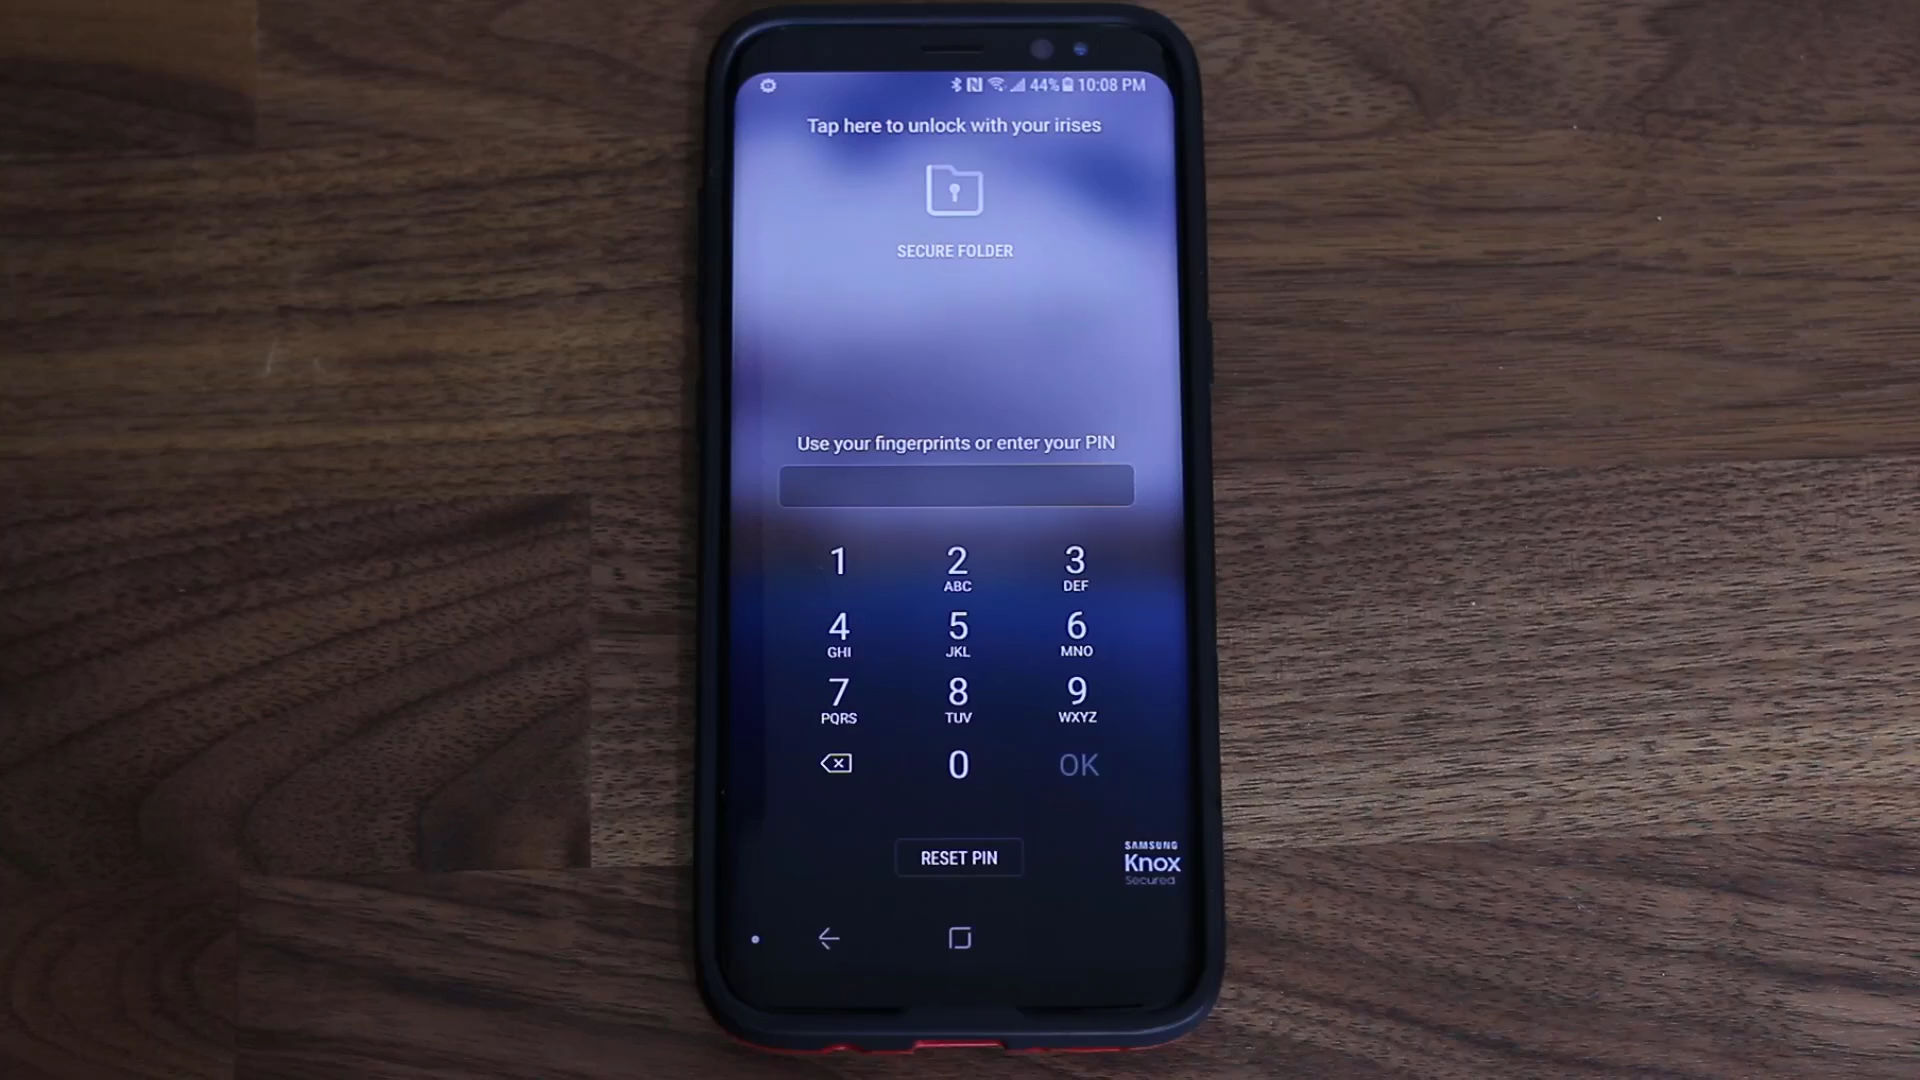 44% 10:08 PM
Tap here to unlock with your irises
SECURE FOLDER
Use your fingerprints or enter your PIN
1 2 3
ABC DEF
4 5 6
GHI JKL MNO
7 8 9
PQRS TUV WXYZ
0 OK
RESET PIN
SAMSUNG
Knox
Secured